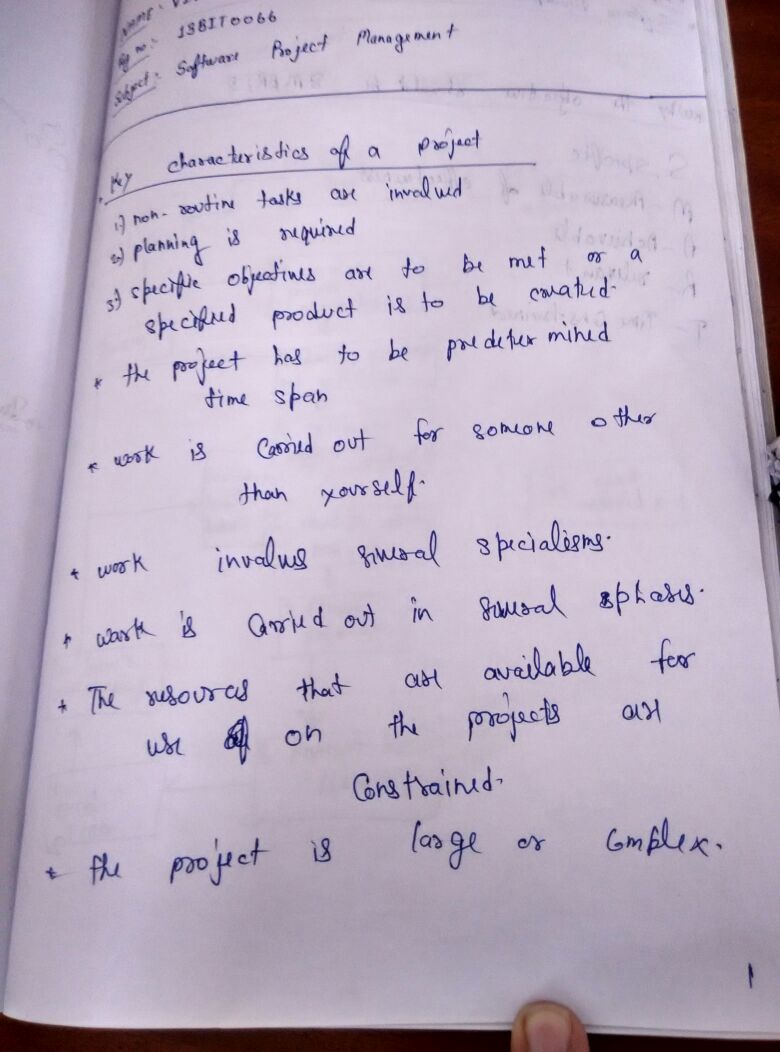 NAME :
Reg no: 13BIT0066
Subject: Software Project Management
Key characteristics of a project
1) non-routine tasks are involved
2) planning is required
3) specific objectives are to be met or a
specified product is to be created.
* the project has to be predetermined
time span
* work is Carried out for someone other
than yourself.
* work involves several specialisms.
* work is Carried out in several phases.
* The resources that are available for
use on the projects are
Constrained.
* the project is large or complex.
1